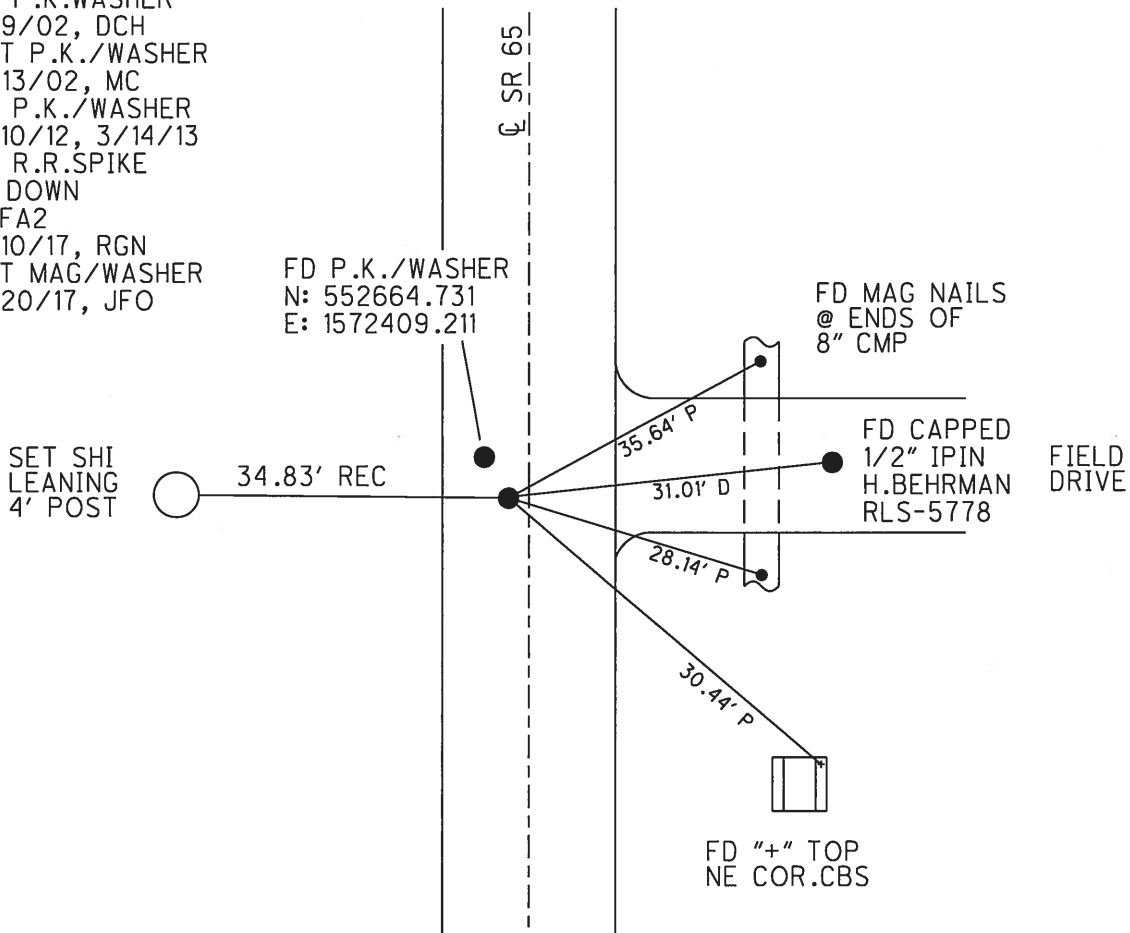 P.K.WASHER
9/02, DCH
T P.K./WASHER
13/02, MC
P.K./WASHER
10/12, 3/14/13
R.R.SPIKE
DOWN
FA2
10/17, RGN
T MAG/WASHER
20/17, JFO
℄ SR 65
FD P.K./WASHER
N: 552664.731
E: 1572409.211
FD MAG NAILS
@ ENDS OF
8" CMP
SET SHI
LEANING
4' POST
34.83' REC
35.64' P
31.01' D
28.14' P
30.44' P
FD CAPPED
1/2" IPIN
H.BEHRMAN
RLS-5778
FIELD
DRIVE
FD "+" TOP
NE COR.CBS